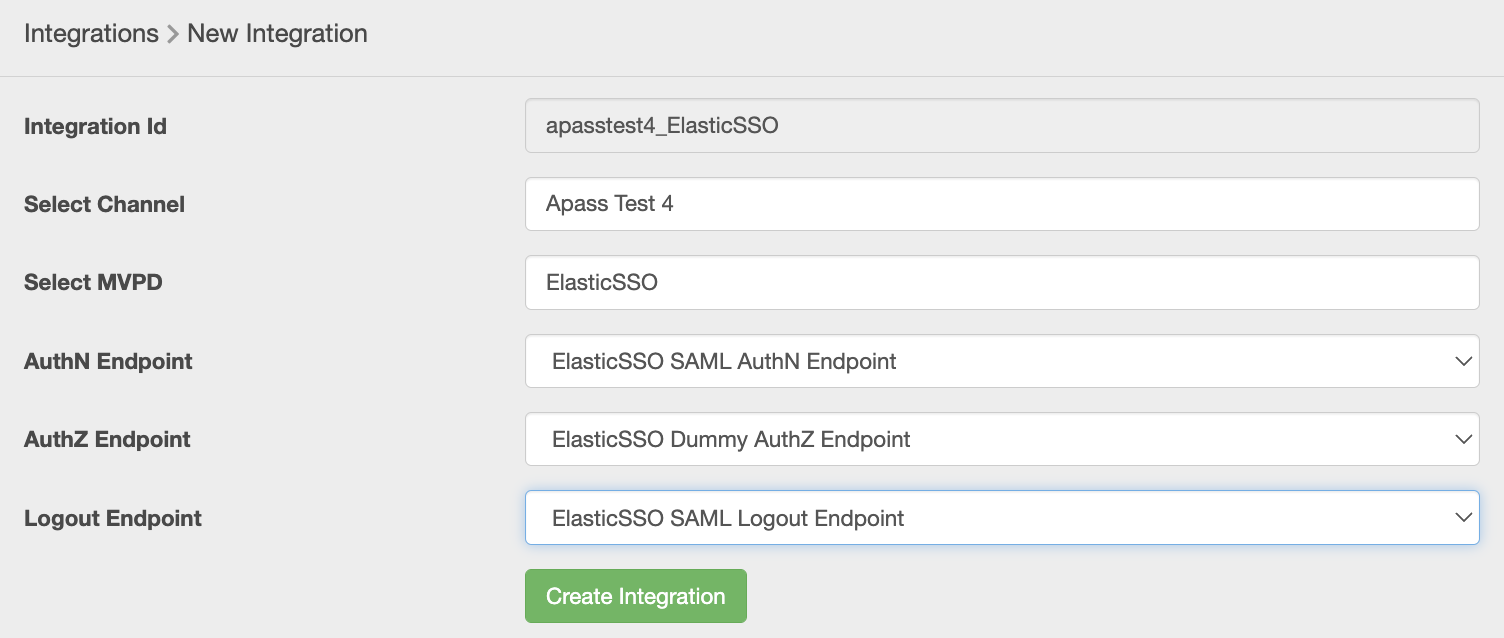 Integrations > New Integration
Integration Id apasstest4_ElasticSSO
Select Channel Apass Test 4
Select MVPD ElasticSSO
AuthN Endpoint ElasticSSO SAML AuthN Endpoint
AuthZ Endpoint ElasticSSO Dummy AuthZ Endpoint
Logout Endpoint ElasticSSO SAML Logout Endpoint
Create Integration